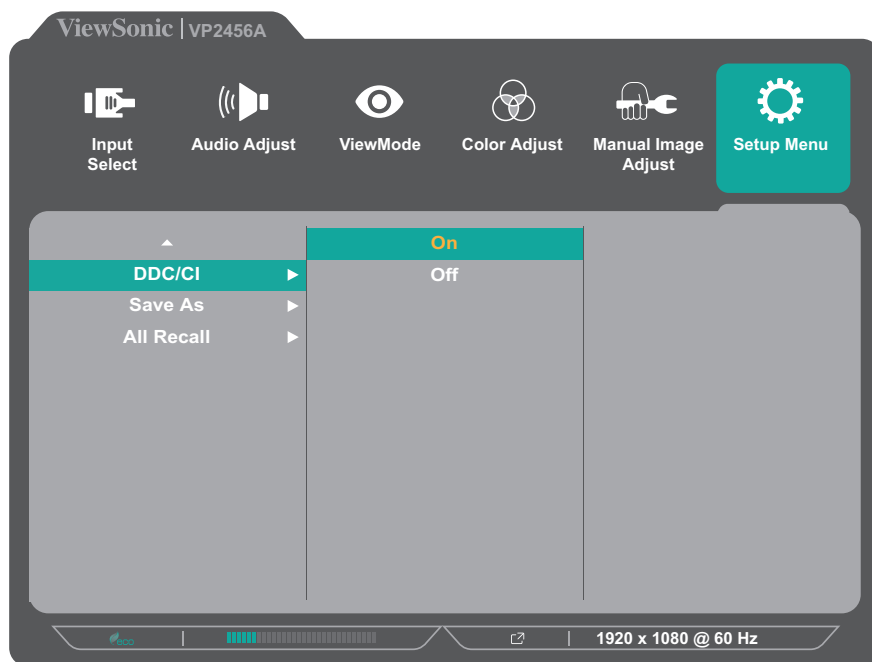 ViewSonic | VP2456A
Input
Select
Audio Adjust
ViewMode
Color Adjust
Manual Image
Adjust
Setup Menu
On
DDC/CI
Off
Save As
All Recall
eco
1920 x 1080 @ 60 Hz